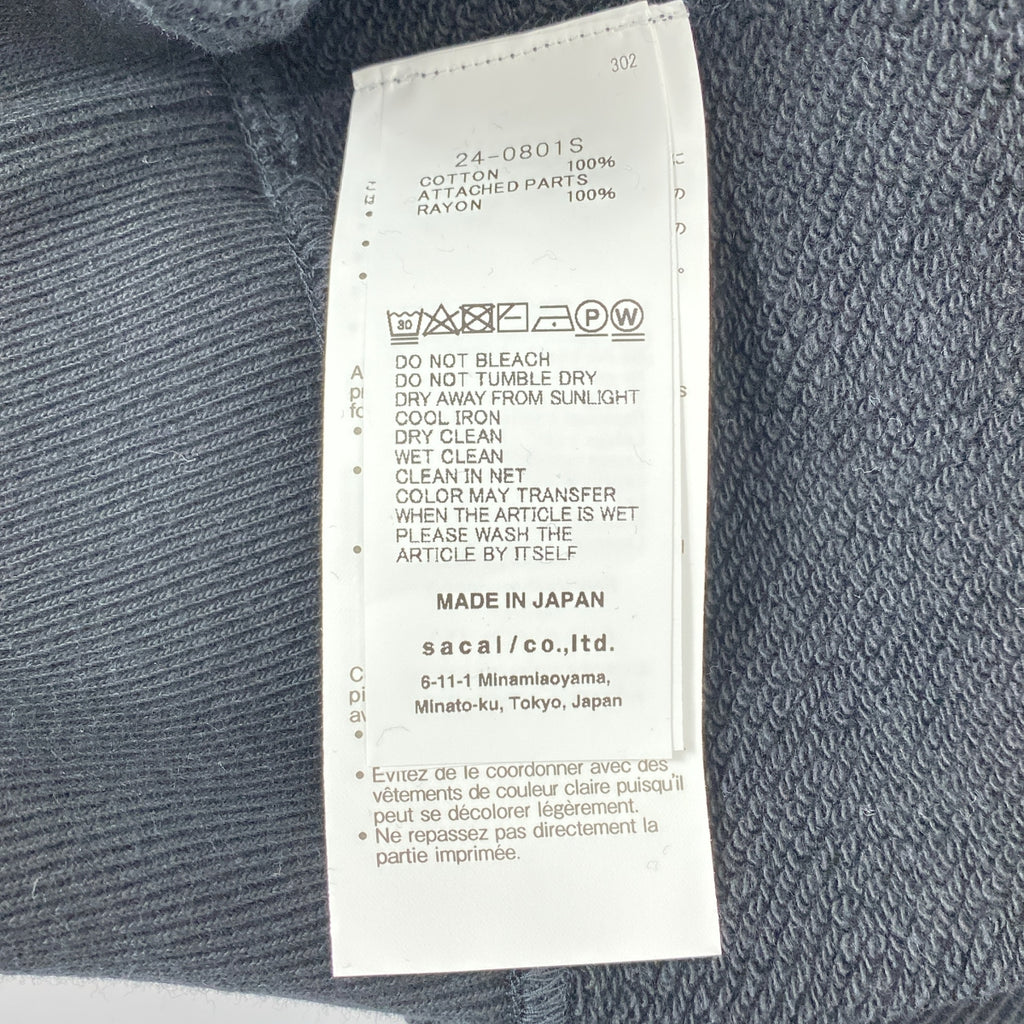 302
24-0801S
COTTON 100%
ATTACHED PARTS
RAYON 100%
30 P W
DO NOT BLEACH
DO NOT TUMBLE DRY
DRY AWAY FROM SUNLIGHT
COOL IRON
DRY CLEAN
WET CLEAN
CLEAN IN NET
COLOR MAY TRANSFER
WHEN THE ARTICLE IS WET
PLEASE WASH THE
ARTICLE BY ITSELF
MADE IN JAPAN
sacai/co.,ltd.
6-11-1 Minamiaoyama,
Minato-ku, Tokyo, Japan
• Evitez de le coordonner avec des
vêtements de couleur claire puisqu'il
peut se décolorer légèrement.
• Ne repassez pas directement la
partie imprimée.